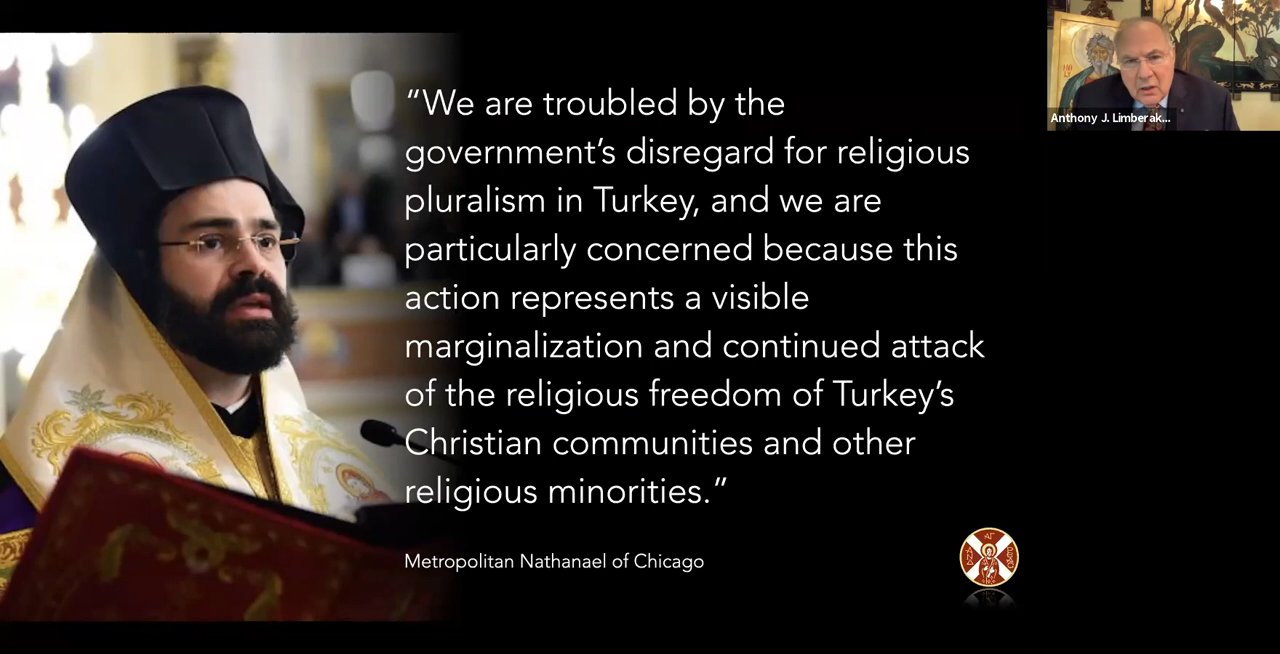 “We are troubled by the
government’s disregard for religious
pluralism in Turkey, and we are
particularly concerned because this
action represents a visible
marginalization and continued attack
of the religious freedom of Turkey’s
Christian communities and other
religious minorities.”
Metropolitan Nathanael of Chicago
Anthony J. Limberak...